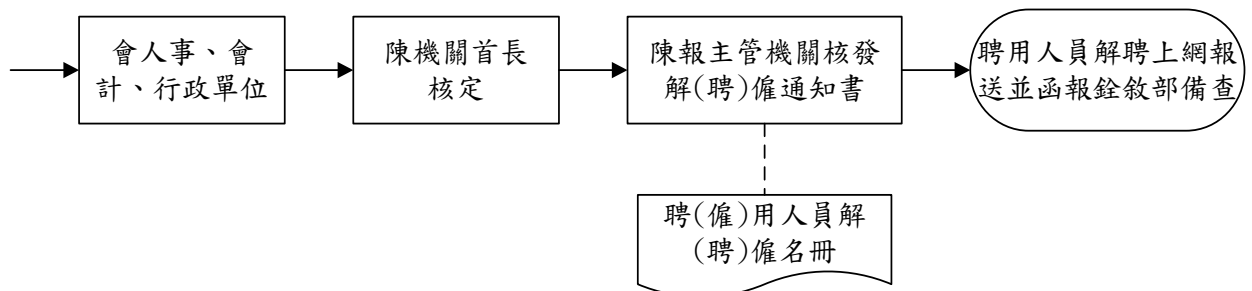 會人事、會
計、行政單位
陳機關首長
核定
陳報主管機關核發
解(聘)僱通知書
聘用人員解聘上網報
送並函報銓敘部備查
聘(僱)用人員解
(聘)僱名冊